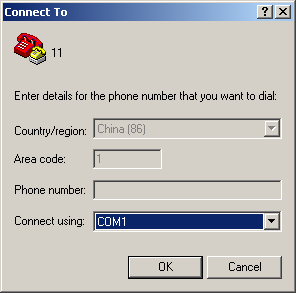 Connect To
11
Enter details for the phone number that you want to dial:
Country/region: China (86)
Area code: 1
Phone number:
Connect using: COM1
OK Cancel